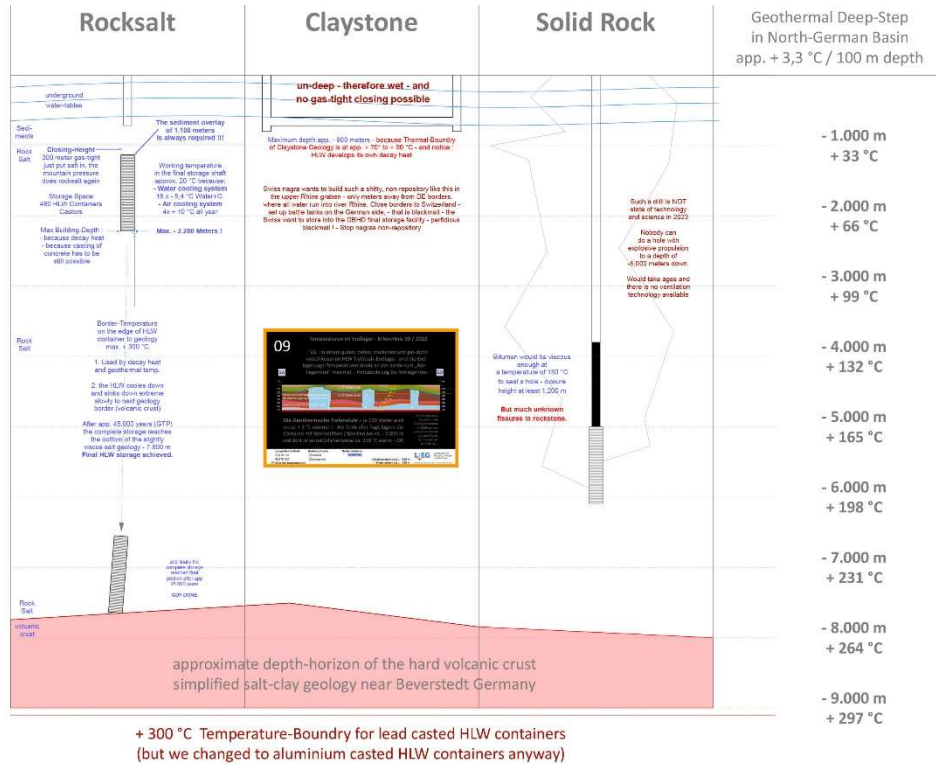 Rocksalt
Claystone
Solid Rock
Geothermal Deep-Step
in North-German Basin
app. + 3,3 °C / 100 m depth
underground
water-tables
Sedi-
ments
Rock
Salt
The sediment overlay
of 1.100 meters
is always required !!!
Closing-Height
300 meter gas-tight
just put salt in, the
mountain pressure
does rocksalt again
Storage Space
480 HLW Containers
Castors
Max Building-Depth
- because decay heat
- because casting of
concrete has to be
still possible
Working temperature
in the final storage shaft
approx. 20 °C because:
- Water cooling system
- Air cooling system
4x + 10 °C all year
Max. - 2.200 Meters !
Rock
Salt
Border-Temperature
on the edge of HLW
container to geology
max. + 300 °C
1. Used by decay heat
and geothermal temp.
2. the HLW cools down
and sinks down extreme
slowly to next geology
border (volcanic crust)
After app. 45,000 years (GTP)
the complete storage reaches
the bottom of the slightly
viscos salt geology - 7 800 m
Final HLW storage achieved.
GOT DONE
Rock
Salt
volcanic
crust
un-deep - therefore wet - and
no gas-tight closing possible
Maximum depth app. - 800 meters - because Thermal-Boundry
of Claystone Geology is at app. + 70° to + 90 °C - and notice :
HLW develops its own decay heat
Swiss nagra wants to build such a shitty, non-repository like this in
the upper Rhine graben - only meters away from DE borders,
where all water run into river Rhine. Close borders to Switzerland -
set up battle tanks on the German side, - that is blackmail - the
Swiss want to store into the DBHD final storage facility - perfidious
blackmail ! - Stop nagras non-repository
09
Temperaturen im Endlager - Erkenntnis 09 / 2022
LBEG
Such a drill is NOT
state of technology
and science in 2023
Nobody can
do a hole with
explosive propulsion
to a depth of
-5,000 meters down.
Would take ages and
there is no ventilation
technology available
Bitumen would be viscous
enough at
a temperature of 150 °C
to seal a hole - closure
height at least 1,200 m
But much unknown
fissures in rockstone.
- 1.000 m
+ 33 °C
- 2.000 m
+ 66 °C
- 3.000 m
+ 99 °C
- 4.000 m
+ 132 °C
- 5.000 m
+ 165 °C
- 6.000 m
+ 198 °C
- 7.000 m
+ 231 °C
- 8.000 m
+ 264 °C
- 9.000 m
+ 297 °C
approximate depth-horizon of the hard volcanic crust
simplified salt-clay geology near Beverstedt Germany
+ 300 °C Temperature-Boundry for lead casted HLW containers
(but we changed to aluminium casted HLW containers anyway)